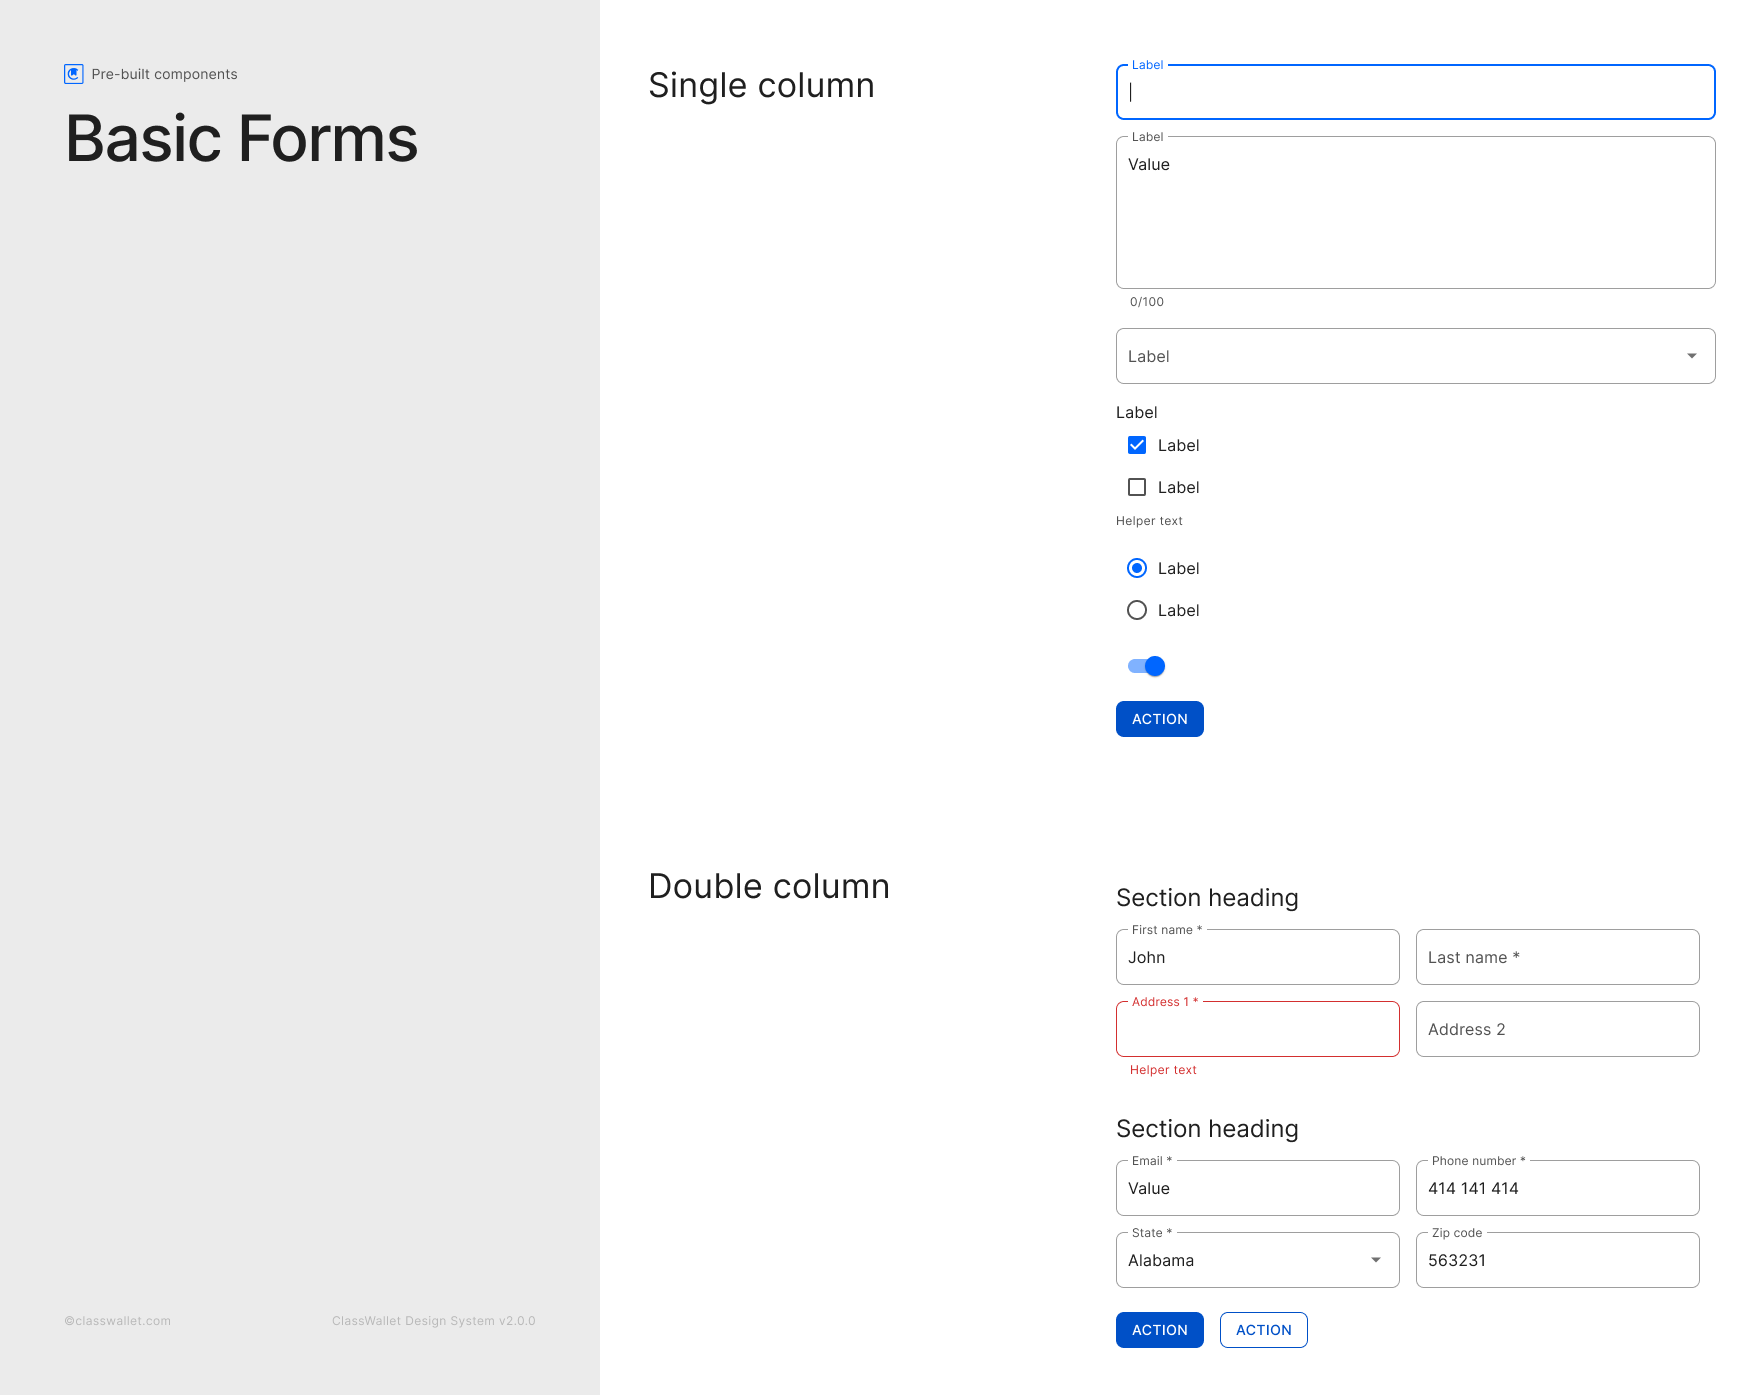 Pre-built components
Basic Forms
©classwallet.com
ClassWallet Design System v2.0.0
Single column
Label
Label
Value
0/100
Label
Label
Label
Label
Helper text
Label
Label
ACTION
Double column
Section heading
First name *
John
Last name *
Address 1 *
Address 2
Helper text
Section heading
Email *
Value
Phone number *
414 141 414
State *
Alabama
Zip code
563231
ACTION
ACTION